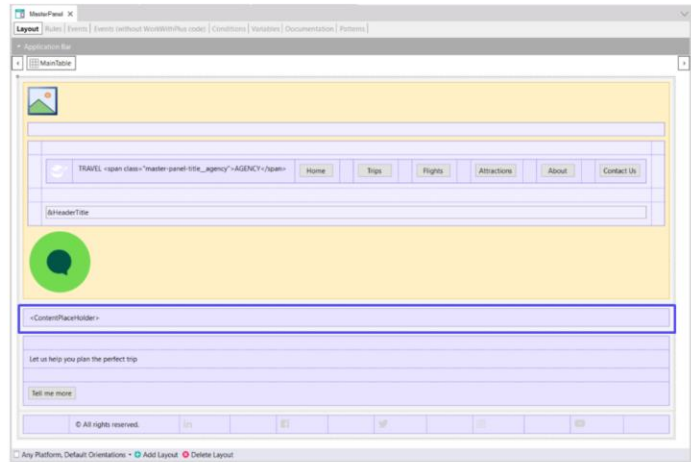 MasterPanel X
Layout | Rules | Events | Events (without WorkWithPlus code) | Conditions | Variables | Documentation | Patterns |
Application Bar
MainTable
TRAVEL <span class="master-panel-title__agency">AGENCY</span> Home Trips Flights Attractions About Contact Us
&HeaderTitle
<ContentPlaceHolder>
Let us help you plan the perfect trip
Tell me more
© All rights reserved. in
Any Platform, Default Orientations Add Layout Delete Layout